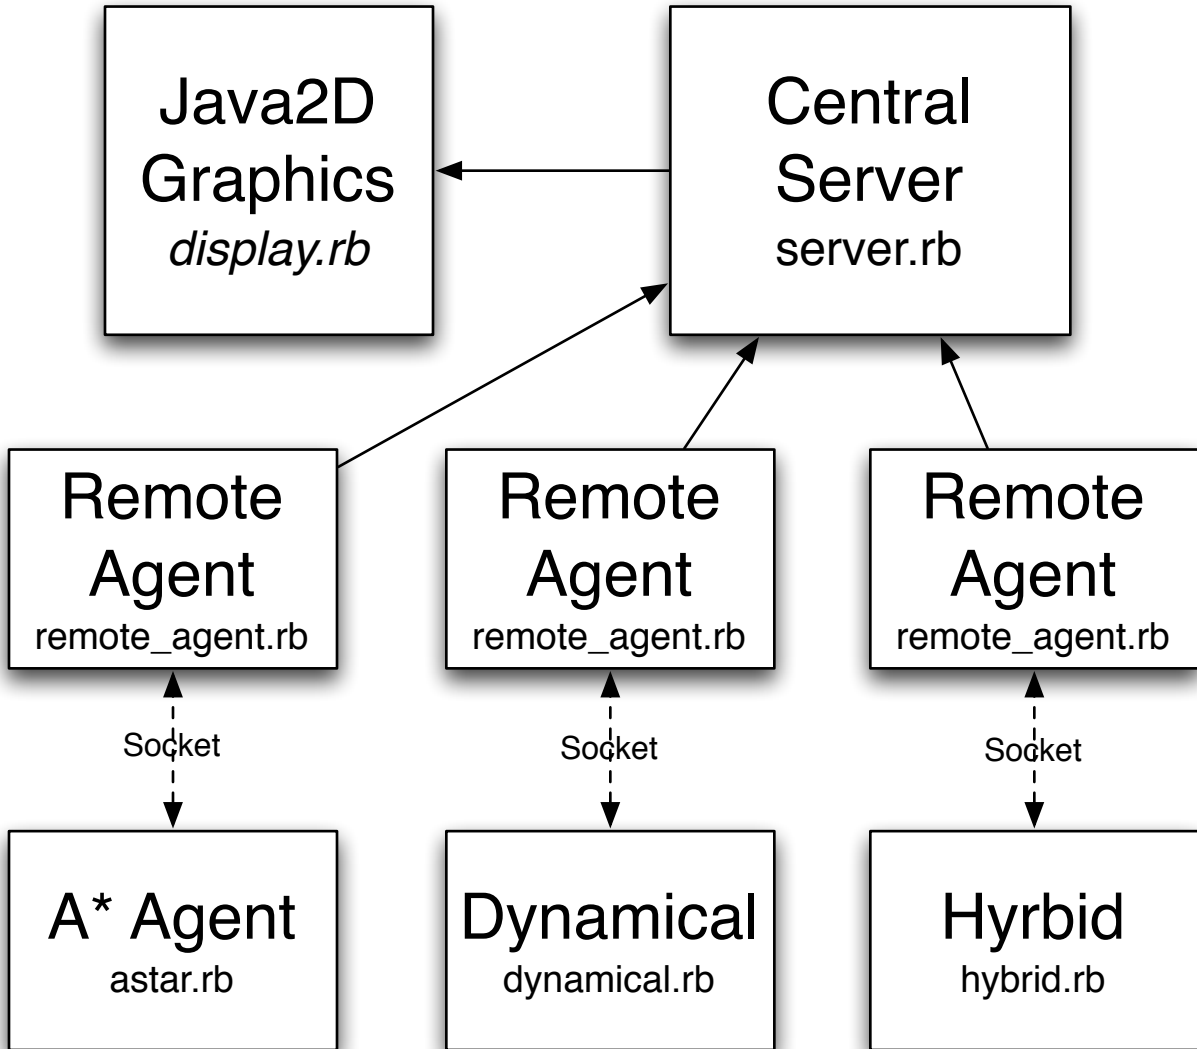 Java2D
Graphics
display.rb
Central
Server
server.rb
Remote
Agent
remote_agent.rb
Remote
Agent
remote_agent.rb
Remote
Agent
remote_agent.rb
Socket
Socket
Socket
A* Agent
astar.rb
Dynamical
dynamical.rb
Hyrbid
hybrid.rb